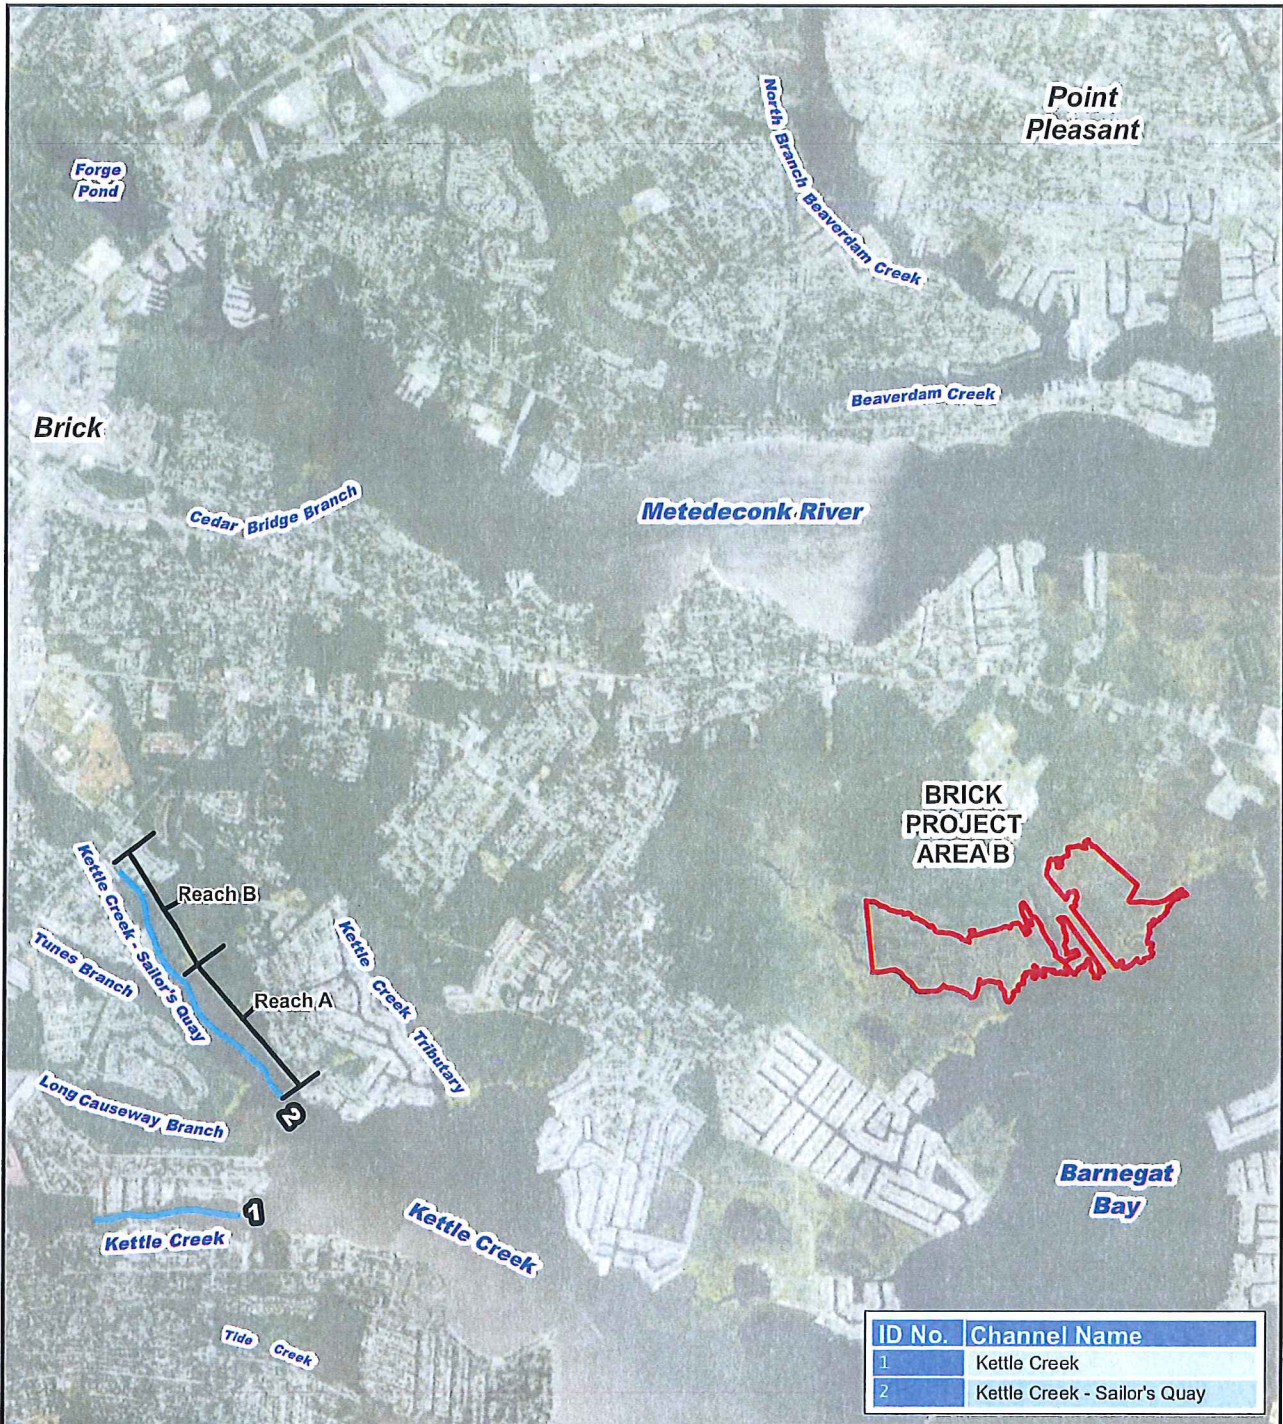 Point
Pleasant
North Branch Beaverdam Creek
Forge
Pond
Beaverdam Creek
Brick
Cedar Bridge Branch
Metedeconk River
BRICK
PROJECT
AREA B
Kettle Creek - Sailor's Quay
Reach B
Tunes Branch
Kettle Creek Tributary
Reach A
Long Causeway Branch
2
Barnegat
Bay
1
Kettle Creek
Kettle Creek
Tide Creek
ID No. Channel Name
1 Kettle Creek
2 Kettle Creek - Sailor's Quay